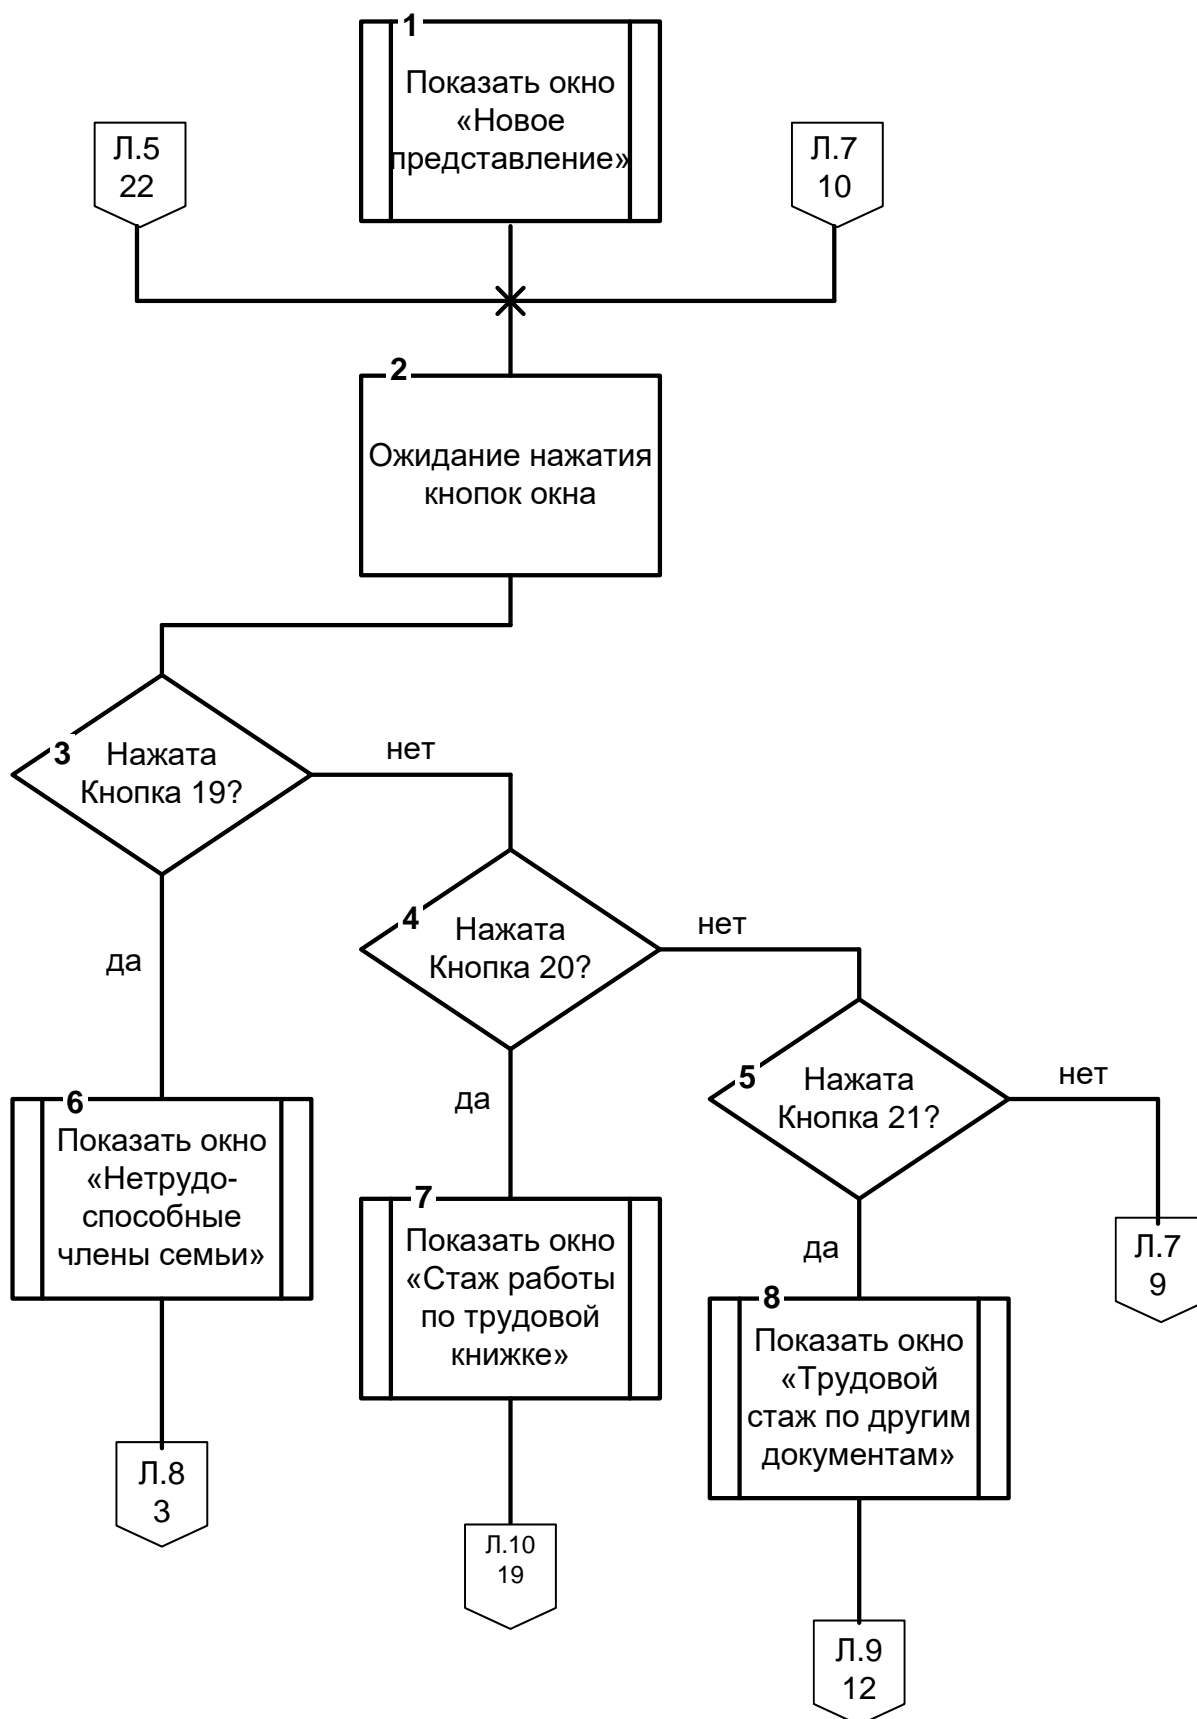 1
Показать окно
«Новое
представление»
Л.5
22
Л.7
10
2
Ожидание нажатия
кнопок окна
3
Нажата
Кнопка 19?
нет
да
4
Нажата
Кнопка 20?
нет
да
5
Нажата
Кнопка 21?
нет
да
6
Показать окно
«Нетрудо-
способные
члены семьи»
7
Показать окно
«Стаж работы
по трудовой
книжке»
8
Показать окно
«Трудовой
стаж по другим
документам»
Л.7
9
Л.8
3
Л.10
19
Л.9
12